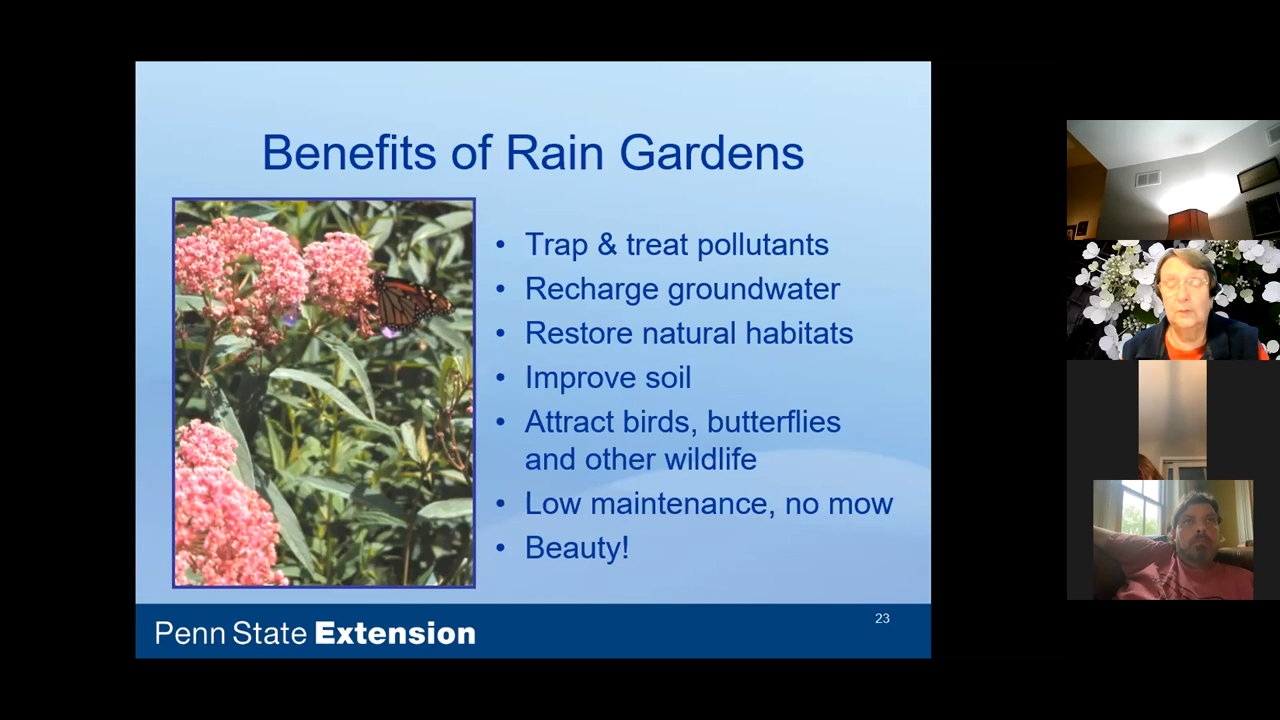 Benefits of Rain Gardens
• Trap & treat pollutants
• Recharge groundwater
• Restore natural habitats
• Improve soil
• Attract birds, butterflies
and other wildlife
• Low maintenance, no mow
• Beauty!
Penn State Extension
23